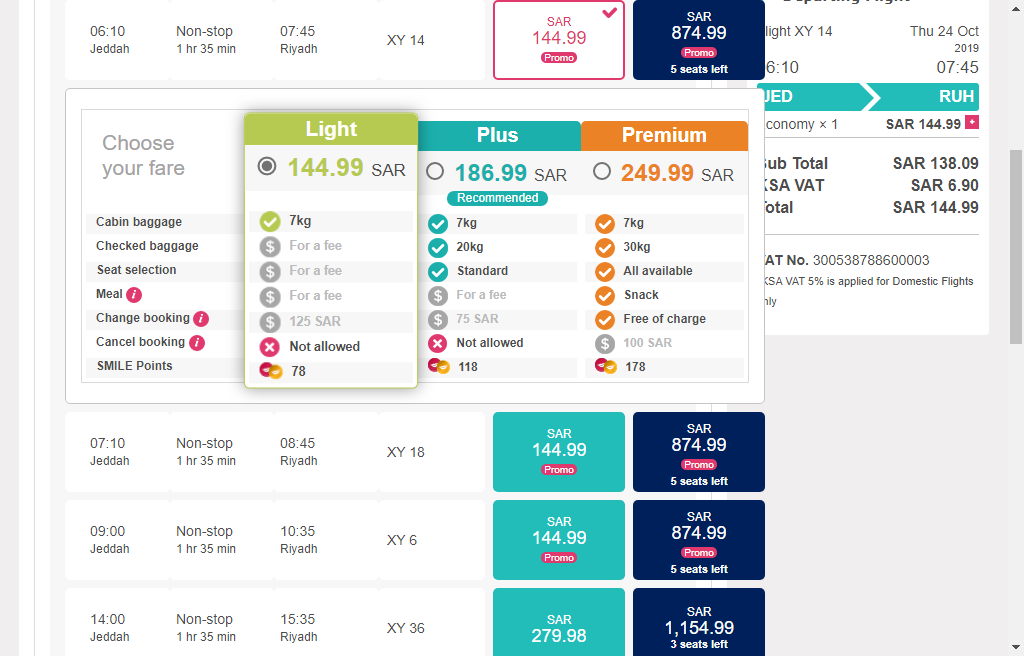 Departing Flight
06:10 Non-stop 07:45 XY 14 SAR 144.99 Promo SAR 874.99 Promo 5 seats left
Jeddah 1 hr 35 min Riyadh
light XY 14 Thu 24 Oct
2019
6:10 07:45
JED RUH
conomy × 1 SAR 144.99
ub Total SAR 138.09
KSA VAT SAR 6.90
otal SAR 144.99
AT No. 300538788600003
KSA VAT 5% is applied for Domestic Flights
nly
Choose
your fare
Light Plus Premium
144.99 SAR 186.99 SAR 249.99 SAR
Recommended
Cabin baggage 7kg 7kg 7kg
Checked baggage For a fee 20kg 30kg
Seat selection For a fee Standard All available
Meal For a fee For a fee Snack
Change booking 125 SAR 75 SAR Free of charge
Cancel booking Not allowed Not allowed 100 SAR
SMILE Points 78 118 178
07:10 Non-stop 08:45 XY 18 SAR 144.99 Promo SAR 874.99 Promo 5 seats left
Jeddah 1 hr 35 min Riyadh
09:00 Non-stop 10:35 XY 6 SAR 144.99 Promo SAR 874.99 Promo 5 seats left
Jeddah 1 hr 35 min Riyadh
14:00 Non-stop 15:35 XY 36 SAR 279.98 SAR 1,154.99 3 seats left
Jeddah 1 hr 35 min Riyadh